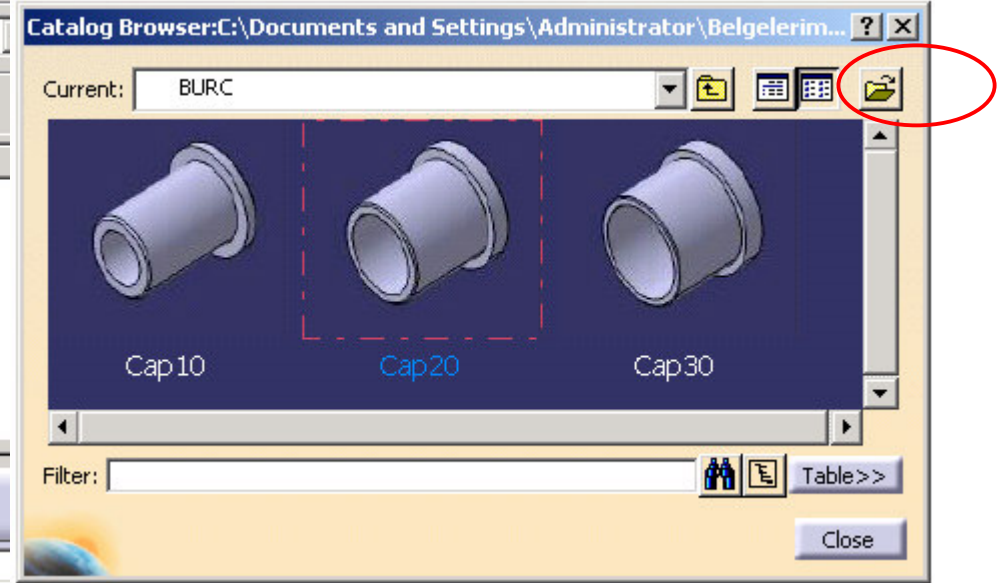 Catalog Browser:C:\Documents and Settings\Administrator\Belgelerim... ? X
Current: BURC
Cap10 Cap20 Cap30
Filter: Table>>
Close